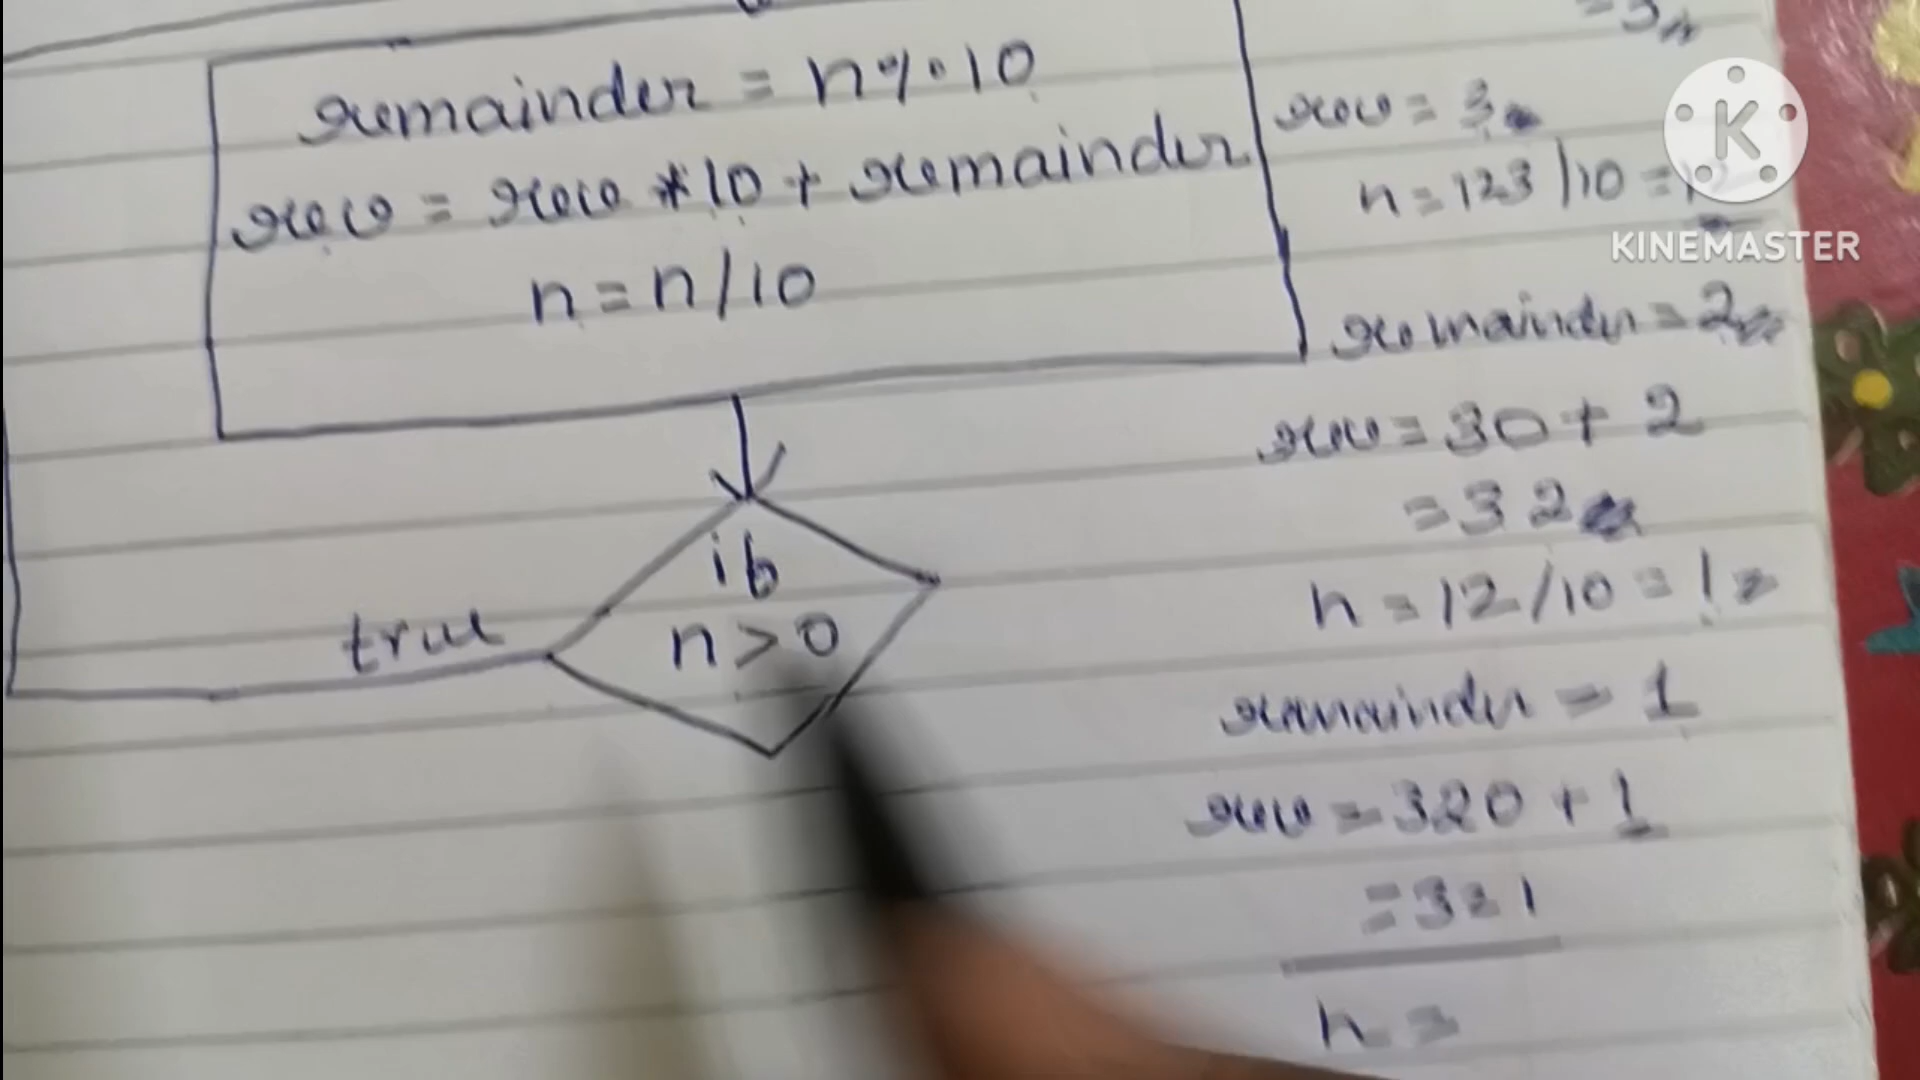 remainder = n % 10
rev = rev * 10 + remainder
n = n / 10
if
n > 0
true
rev = 3
n = 123 / 10 = 12
remainder = 2
rev = 30 + 2
= 32
n = 12 / 10 = 1
remainder = 1
rev = 320 + 1
= 321
n =
K
KINEMASTER